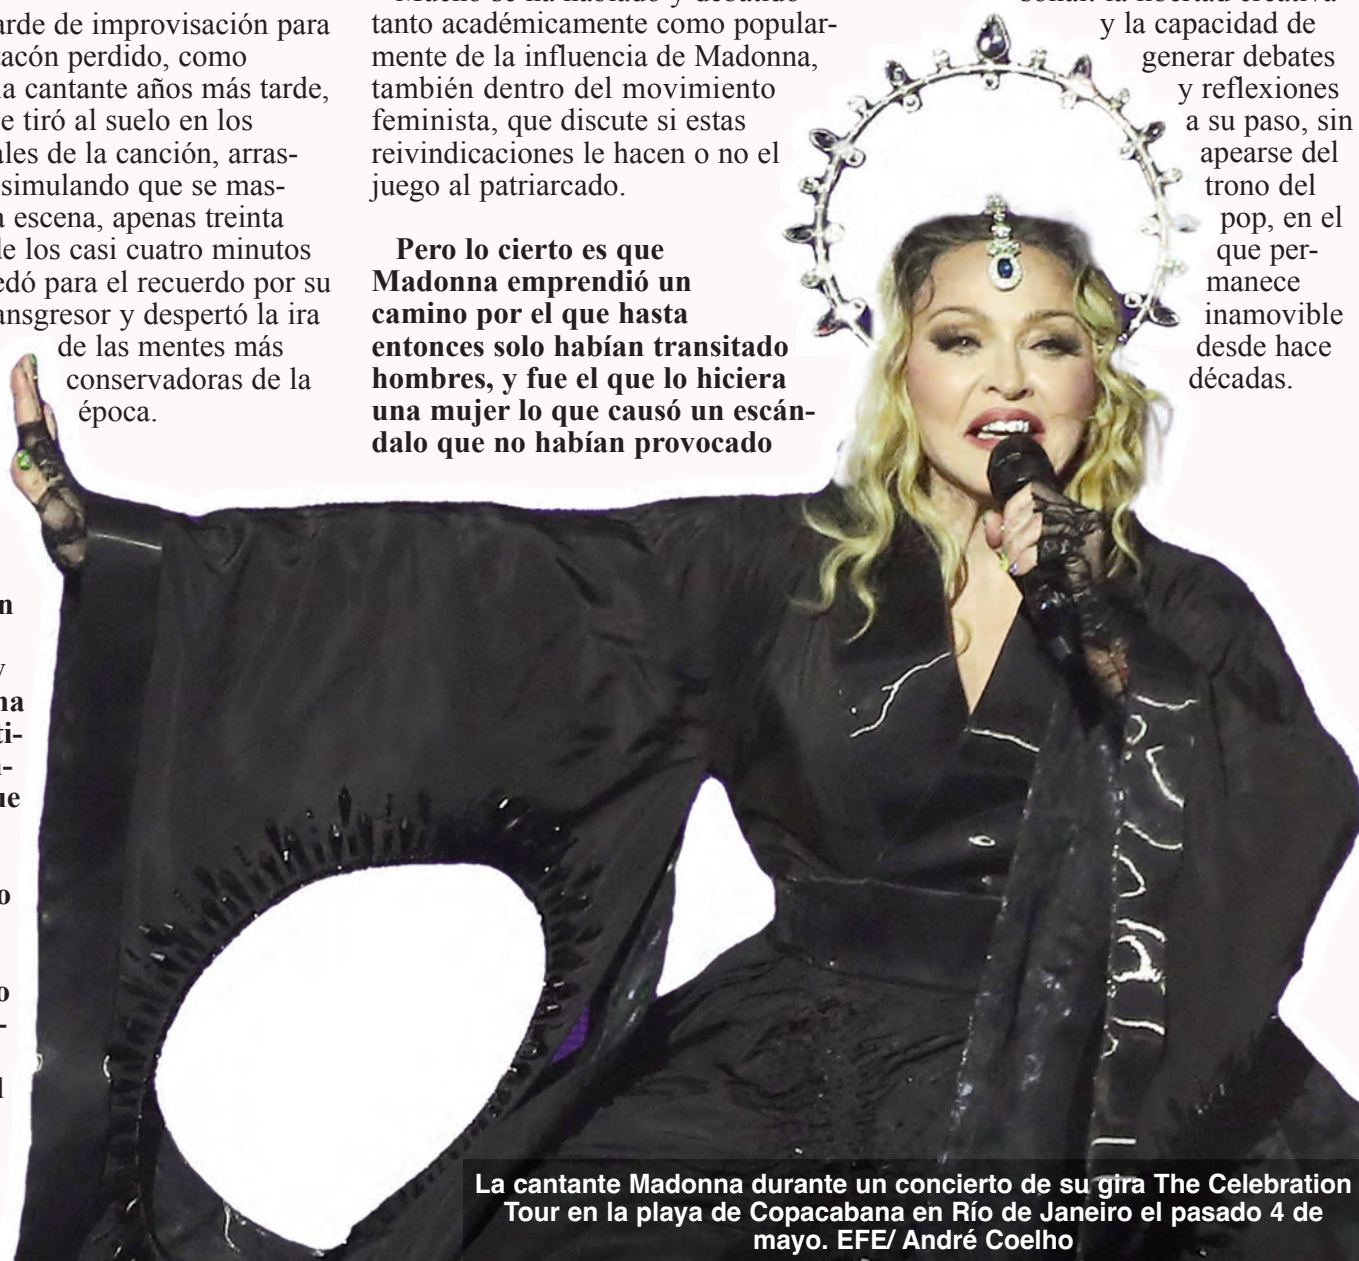 arde de improvisación para
tacón perdido, como
la cantante años más tarde,
e tiró al suelo en los
ales de la canción, arras-
simulando que se mas-
a escena, apenas treinta
de los casi cuatro minutos
edó para el recuerdo por su
ansgresor y despertó la ira
de las mentes más
conservadoras de la
época.
n
y
na
ti-
ue
o
o
-
l
tanto académicamente como popular-
mente de la influencia de Madonna,
también dentro del movimiento
feminista, que discute si estas
reivindicaciones le hacen o no el
juego al patriarcado.
Pero lo cierto es que
Madonna emprendió un
camino por el que hasta
entonces solo habían transitado
hombres, y fue el que lo hiciera
una mujer lo que causó un escán-
dalo que no habían provocado
y la capacidad de
generar debates
y reflexiones
a su paso, sin
apearse del
trono del
pop, en el
que per-
manece
inamovible
desde hace
décadas.
La cantante Madonna durante un concierto de su gira The Celebration
Tour en la playa de Copacabana en Río de Janeiro el pasado 4 de
mayo. EFE/ André Coelho